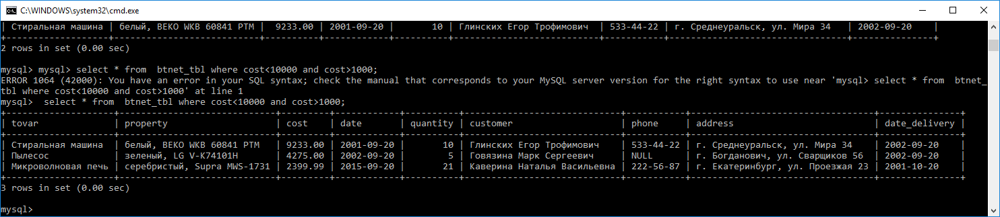 C:\WINDOWS\system32\cmd.exe
| Стиральная машина | белый, BEKO WKB 60841 PTM |  9233.00 | 2001-09-20 |       10 | Глинских Егор Трофимович  | 533-44-22 | г. Среднеуральск, ул. Мира 34   | 2002-09-20    |
+-------------------+---------------------------+----------+------------+----------+---------------------------+-----------+---------------------------------+---------------+
2 rows in set (0.00 sec)
mysql> mysql> select * from  btnet_tbl where cost<10000 and cost>1000;
ERROR 1064 (42000): You have an error in your SQL syntax; check the manual that corresponds to your MySQL server version for the right syntax to use near 'mysql> select * from  btnet_
tbl where cost<10000 and cost>1000' at line 1
mysql>  select * from  btnet_tbl where cost<10000 and cost>1000;
+--------------------+-----------------------------+---------+------------+----------+----------------------------+-----------+----------------------------------+---------------+
| tovar              | property                    | cost    | date       | quantity | customer                   | phone     | address                          | date_delivery |
+--------------------+-----------------------------+---------+------------+----------+----------------------------+-----------+----------------------------------+---------------+
| Стиральная машина  | белый, BEKO WKB 60841 PTM   | 9233.00 | 2001-09-20 |       10 | Глинских Егор Трофимович   | 533-44-22 | г. Среднеуральск, ул. Мира 34    | 2002-09-20    |
| Пылесос            | зеленый, LG V-K74101H       | 4275.00 | 2002-09-20 |        5 | Говязина Марк Сергеевич    | NULL      | г. Богданович, ул. Сварщиков 56  | 2002-09-20    |
| Микроволновая печь | серебристый, Supra MWS-1731 | 2399.99 | 2015-09-20 |       21 | Каверина Наталья Васильевна | 222-56-87 | г. Екатеринбург, ул. Проезжая 23 | 2001-10-20    |
+--------------------+-----------------------------+---------+------------+----------+----------------------------+-----------+----------------------------------+---------------+
3 rows in set (0.00 sec)
mysql>